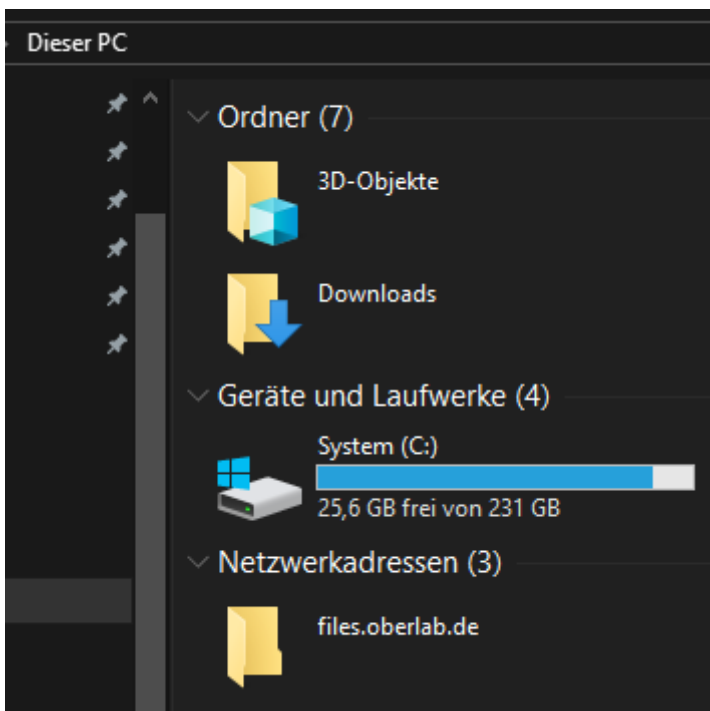 Dieser PC
Ordner (7)
3D-Objekte
Downloads
Geräte und Laufwerke (4)
System (C:)
25,6 GB frei von 231 GB
Netzwerkadressen (3)
files.oberlab.de